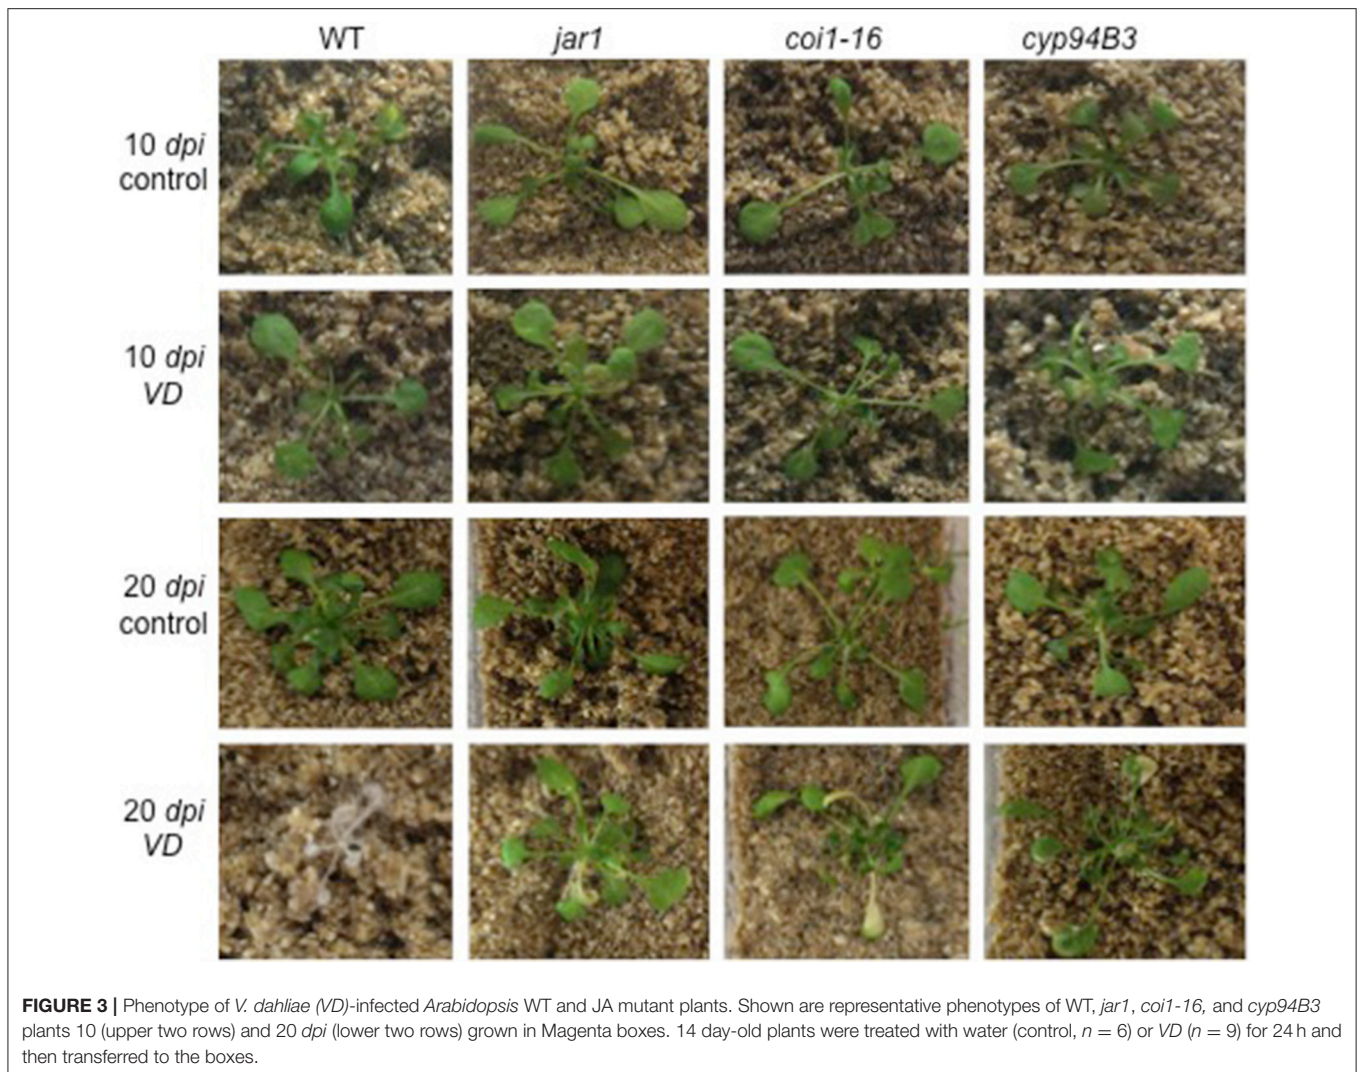 WT jar1 coi1-16 cyp94B3
10 dpi
control
10 dpi
VD
20 dpi
control
20 dpi
VD
FIGURE 3 | Phenotype of V. dahliae (VD)-infected Arabidopsis WT and JA mutant plants. Shown are representative phenotypes of WT, jar1, coi1-16, and cyp94B3
plants 10 (upper two rows) and 20 dpi (lower two rows) grown in Magenta boxes. 14 day-old plants were treated with water (control, n = 6) or VD (n = 9) for 24 h and
then transferred to the boxes.